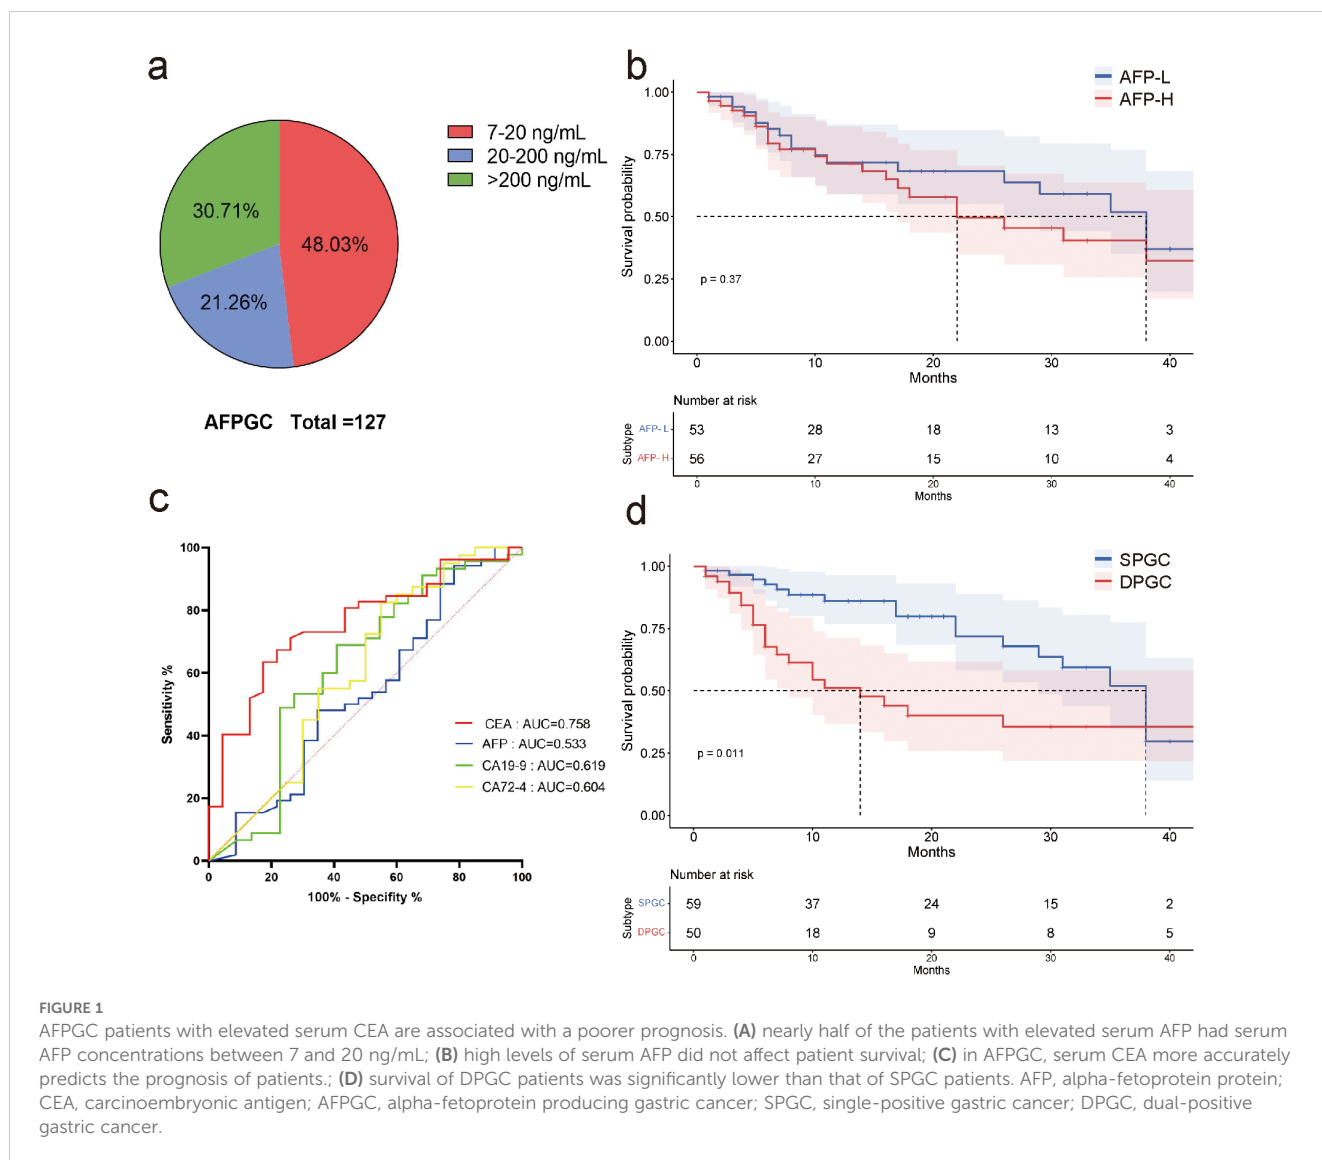 a
7-20 ng/mL
20-200 ng/mL
>200 ng/mL
30.71%
48.03%
21.26%
AFPGC Total =127
b
AFP-L
AFP-H
Survival probability
1.00
0.75
0.50
0.25
0.00
p = 0.37
0 10 20 30 40
Months
Number at risk
Subtype
AFP-L 53 28 18 13 3
AFP-H 56 27 15 10 4
0 10 20 30 40
Months
c
Sensitivity %
100
80
60
40
20
0
CEA : AUC=0.758
AFP : AUC=0.533
CA19-9 : AUC=0.619
CA72-4 : AUC=0.604
0 20 40 60 80 100
100% - Specifity %
d
SPGC
DPGC
Survival probability
1.00
0.75
0.50
0.25
0.00
p = 0.011
0 10 20 30 40
Months
Number at risk
Subtype
SPGC 59 37 24 15 2
DPGC 50 18 9 8 5
0 10 20 30 40
Months
FIGURE 1
AFPGC patients with elevated serum CEA are associated with a poorer prognosis. (A) nearly half of the patients with elevated serum AFP had serum
AFP concentrations between 7 and 20 ng/mL; (B) high levels of serum AFP did not affect patient survival; (C) in AFPGC, serum CEA more accurately
predicts the prognosis of patients.; (D) survival of DPGC patients was significantly lower than that of SPGC patients. AFP, alpha-fetoprotein protein;
CEA, carcinoembryonic antigen; AFPGC, alpha-fetoprotein producing gastric cancer; SPGC, single-positive gastric cancer; DPGC, dual-positive
gastric cancer.